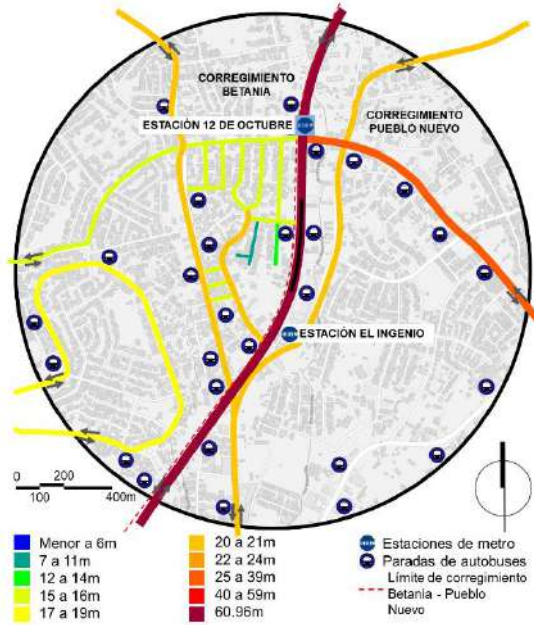 CORREGIMIENTO
BETANIA
CORREGIMIENTO
PUEBLO NUEVO
ESTACIÓN 12 DE OCTUBRE
ESTACIÓN EL INGENIO
0 200
100 400m
Menor a 6m
7 a 11m
12 a 14m
15 a 16m
17 a 19m
20 a 21m
22 a 24m
25 a 39m
40 a 59m
60.96m
Estaciones de metro
Paradas de autobuses
Límite de corregimiento
Betania - Pueblo
Nuevo